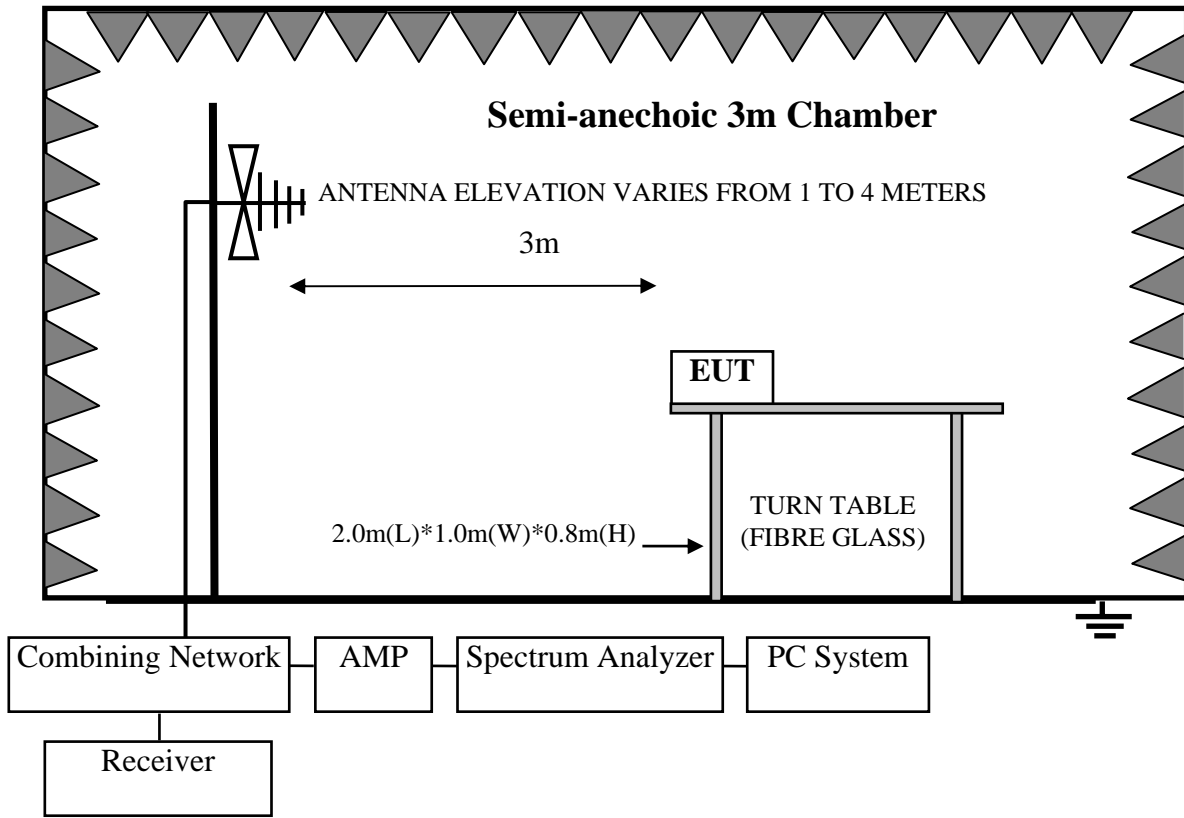 Semi-anechoic 3m Chamber
ANTENNA ELEVATION VARIES FROM 1 TO 4 METERS
3m
EUT
TURN TABLE
(FIBRE GLASS)
2.0m(L)*1.0m(W)*0.8m(H)
Combining Network
AMP
Spectrum Analyzer
PC System
Receiver